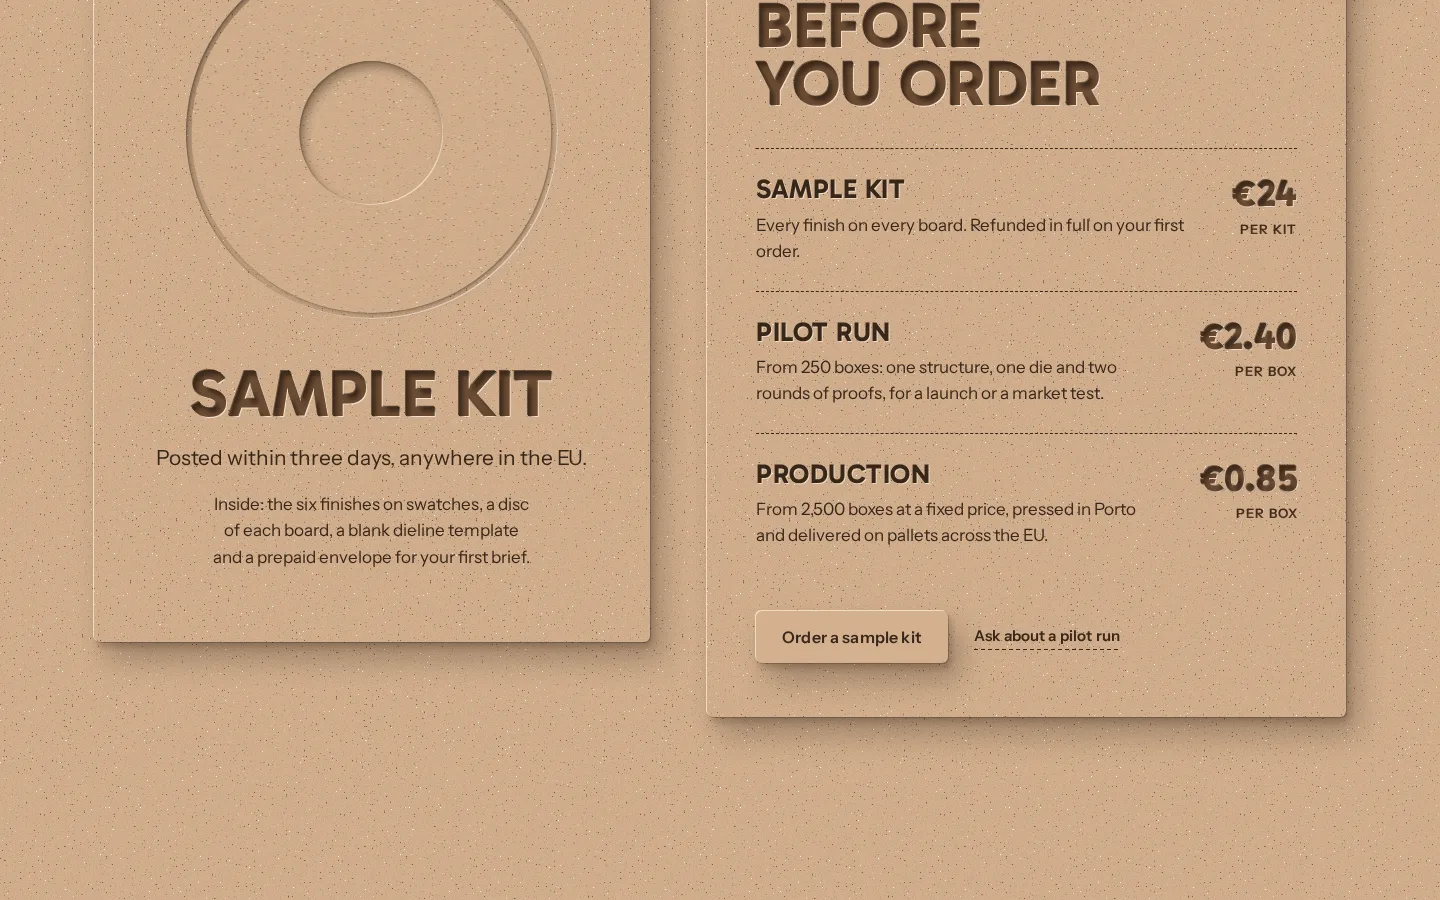 SAMPLE KIT
Posted within three days, anywhere in the EU.
Inside: the six finishes on swatches, a disc
of each board, a blank dieline template
and a prepaid envelope for your first brief.
BEFORE
YOU ORDER
SAMPLE KIT
€24
Every finish on every board. Refunded in full on your first
order.
PER KIT
PILOT RUN
€2.40
From 250 boxes: one structure, one die and two
rounds of proofs, for a launch or a market test.
PER BOX
PRODUCTION
€0.85
From 2,500 boxes at a fixed price, pressed in Porto
and delivered on pallets across the EU.
PER BOX
Order a sample kit
Ask about a pilot run